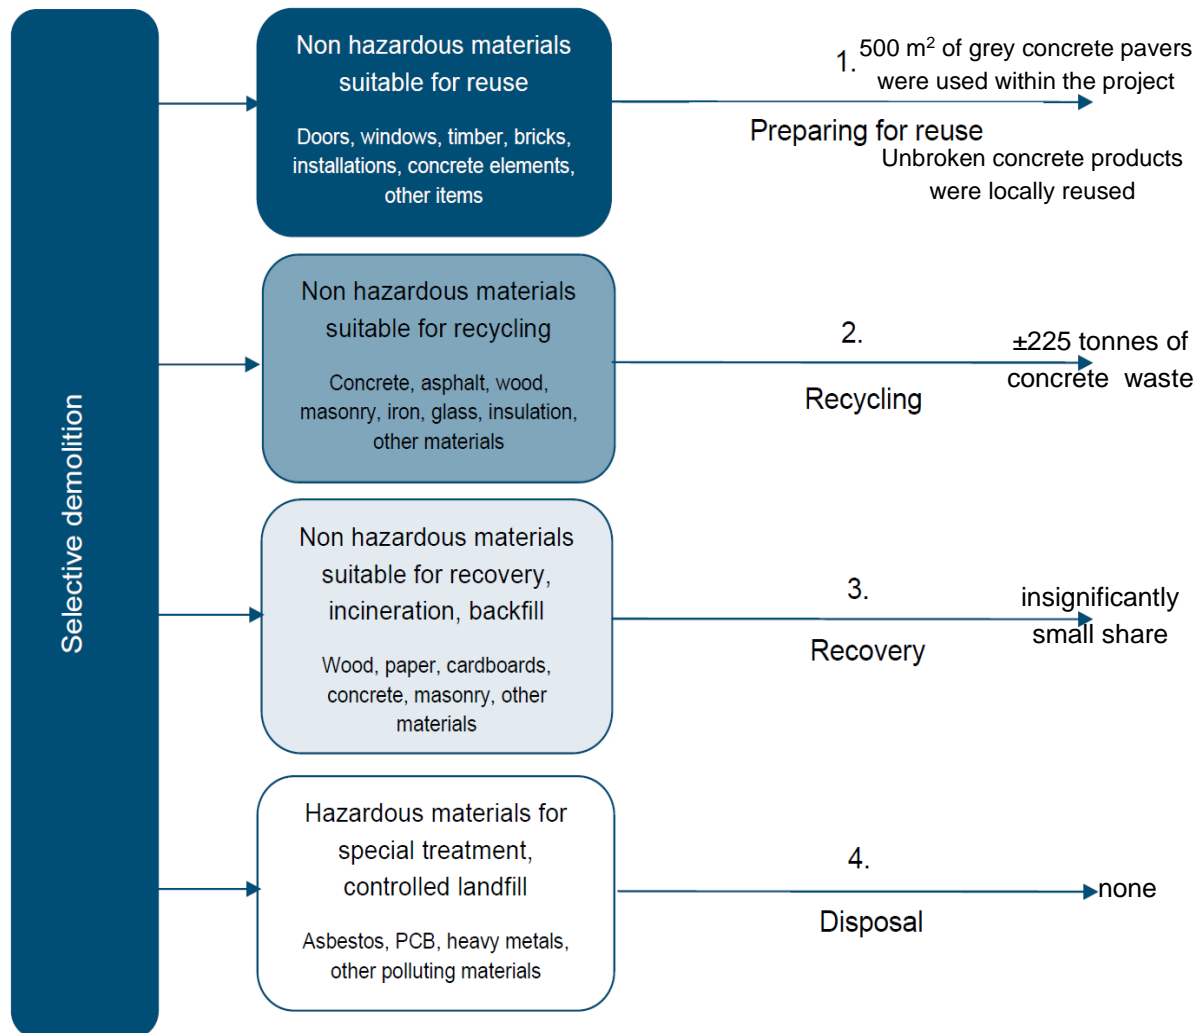 Selective demolition
Non hazardous materials
suitable for reuse
Doors, windows, timber, bricks,
installations, concrete elements,
other items
1.
Preparing for reuse
500 m² of grey concrete pavers
were used within the project
Unbroken concrete products
were locally reused
Non hazardous materials
suitable for recycling
Concrete, asphalt, wood,
masonry, iron, glass, insulation,
other materials
2.
Recycling
±225 tonnes of
concrete waste
Non hazardous materials
suitable for recovery,
incineration, backfill
Wood, paper, cardboards,
concrete, masonry, other
materials
3.
Recovery
insignificantly
small share
Hazardous materials for
special treatment,
controlled landfill
Asbestos, PCB, heavy metals,
other polluting materials
4.
Disposal
none